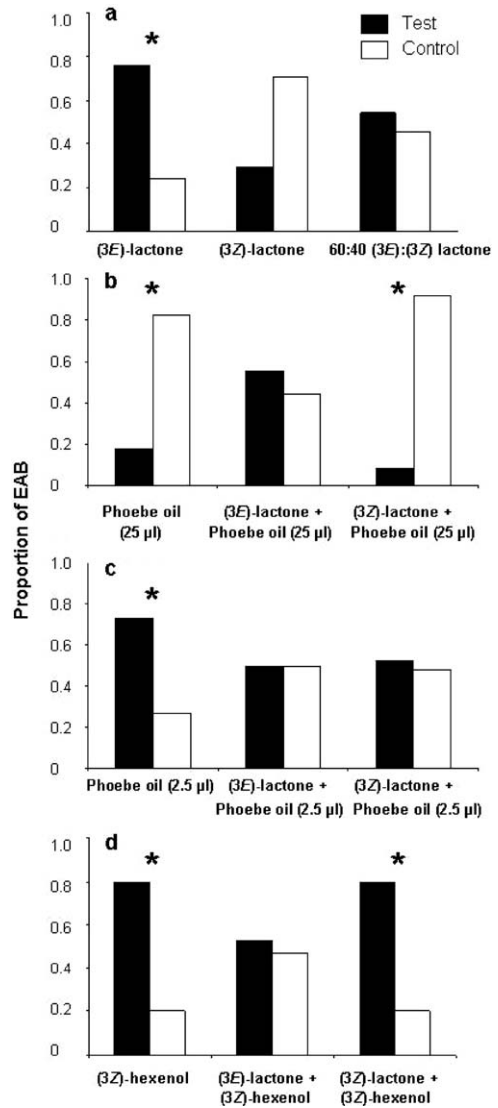 a
Test
Control
*
1.0
0.8
0.6
0.4
0.2
0
(3E)-lactone
(3Z)-lactone
60:40 (3E):(3Z) lactone
b
*
*
1.0
0.8
0.6
0.4
0.2
0
Phoebe oil
(25 µl)
(3E)-lactone +
Phoebe oil (25 µl)
(3Z)-lactone +
Phoebe oil (25 µl)
Proportion of EAB
c
*
1.0
0.8
0.6
0.4
0.2
0
Phoebe oil (2.5 µl)
(3E)-lactone +
Phoebe oil (2.5 µl)
(3Z)-lactone +
Phoebe oil (2.5 µl)
d
*
*
1.0
0.8
0.6
0.4
0.2
0
(3Z)-hexenol
(3E)-lactone +
(3Z)-hexenol
(3Z)-lactone +
(3Z)-hexenol